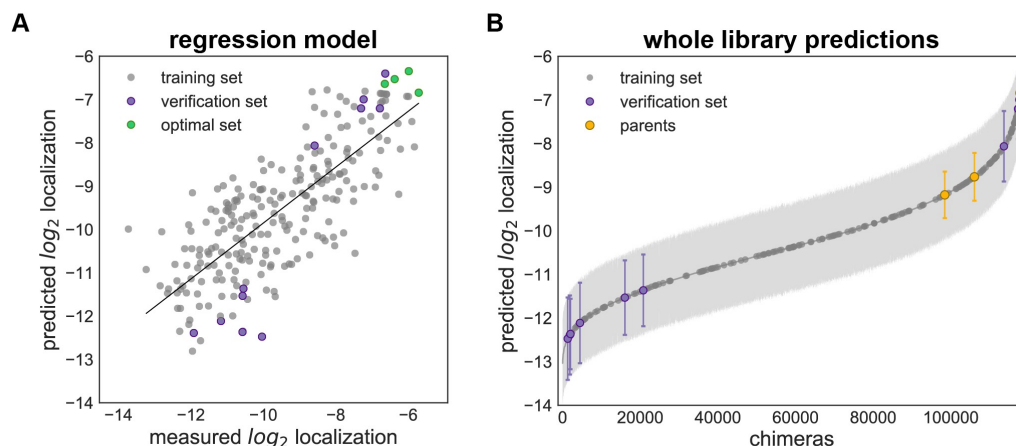 A
regression model
training set
verification set
optimal set
−6
−7
−8
−9
−10
−11
−12
−13
−14
predicted log2 localization
−14
−12
−10
−8
−6
measured log2 localization
B
whole library predictions
training set
verification set
parents
−6
−7
−8
−9
−10
−11
−12
−13
−14
predicted log2 localization
0
20000
40000
60000
80000
100000
chimeras